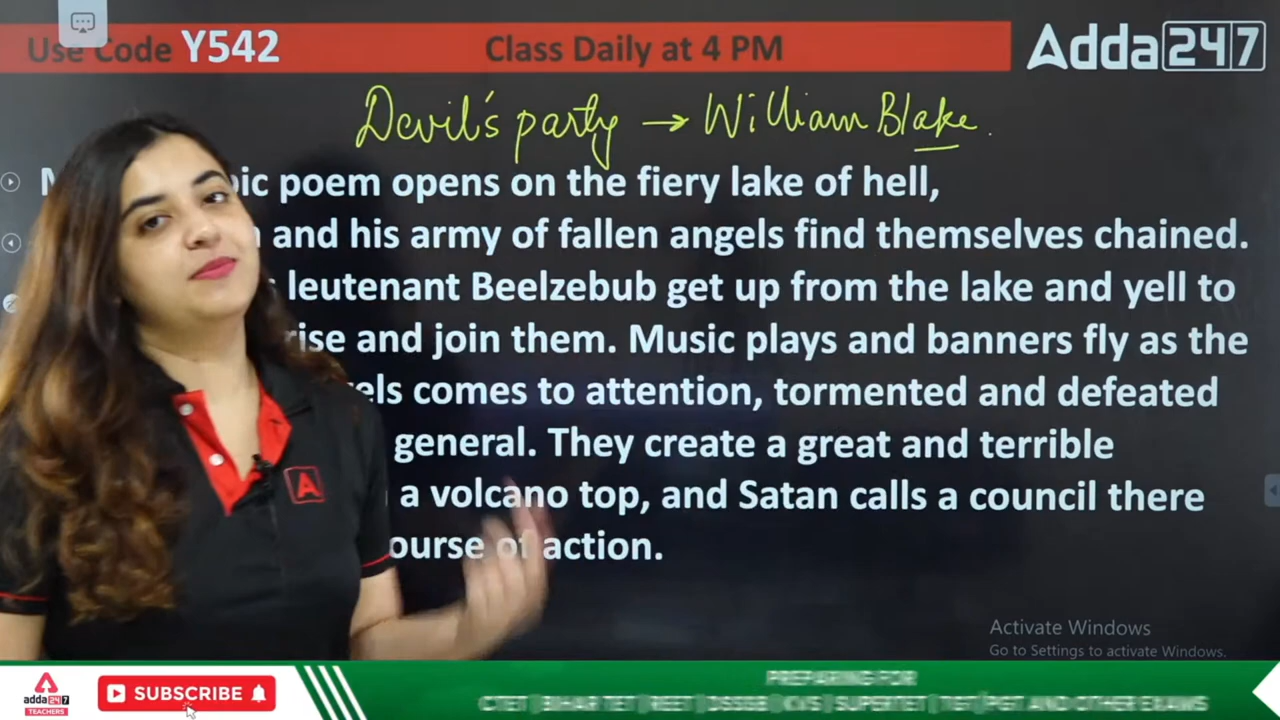 Use Code Y542
Class Daily at 4 PM
Adda247
Devil's party → William Blake.
poem opens on the fiery lake of hell,
and his army of fallen angels find themselves chained.
leutenant Beelzebub get up from the lake and yell to
rise and join them. Music plays and banners fly as the
comes to attention, tormented and defeated
general. They create a great and terrible
a volcano top, and Satan calls a council there
of action.
Activate Windows
Go to Settings to activate Windows.
adda247
TEACHERS
SUBSCRIBE
PREPARING FOR